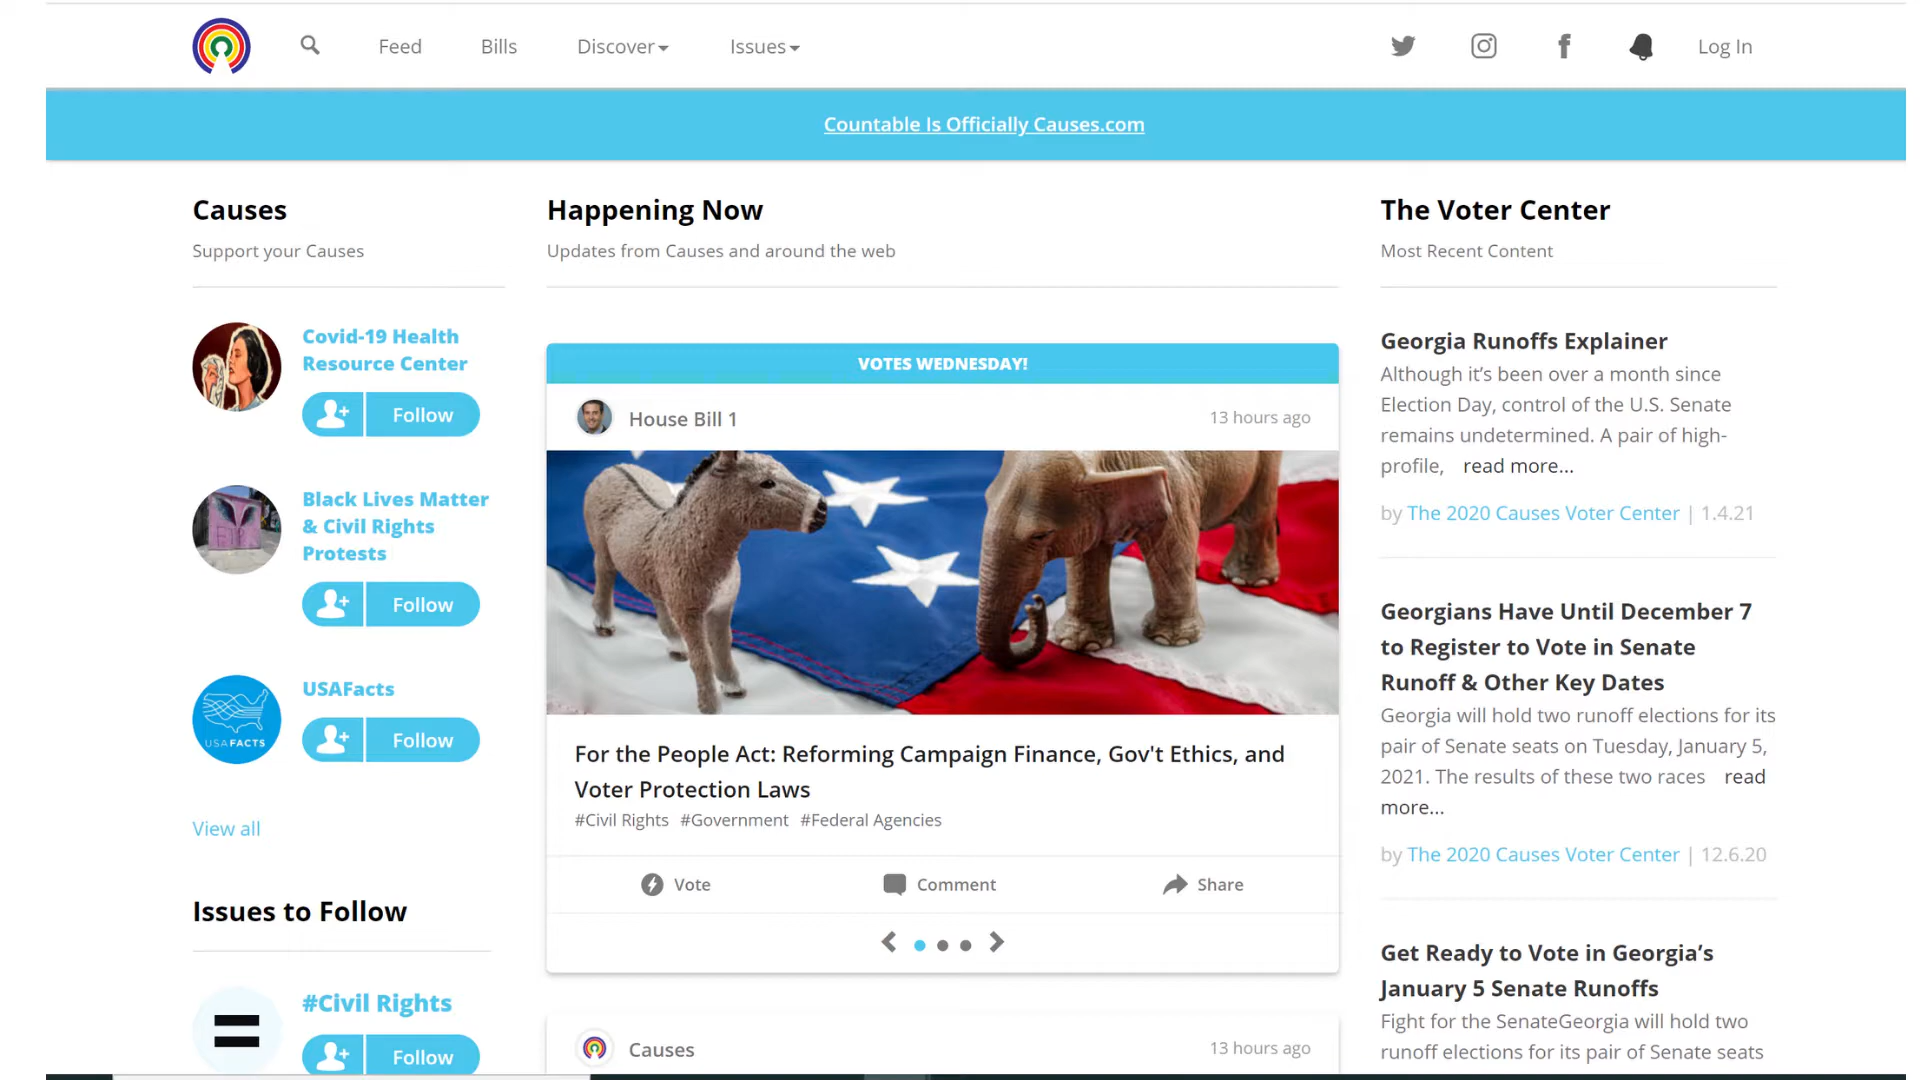 Feed Bills Discover Issues Log In
Countable Is Officially Causes.com
Causes
Support your Causes
Covid-19 Health
Resource Center
Follow
Black Lives Matter
& Civil Rights
Protests
Follow
USAFACTS
USAFacts
Follow
View all
Issues to Follow
#Civil Rights
Follow
Happening Now
Updates from Causes and around the web
VOTES WEDNESDAY!
House Bill 1 13 hours ago
For the People Act: Reforming Campaign Finance, Gov't Ethics, and
Voter Protection Laws
#Civil Rights #Government #Federal Agencies
Vote Comment Share
Causes 13 hours ago
The Voter Center
Most Recent Content
Georgia Runoffs Explainer
Although it’s been over a month since
Election Day, control of the U.S. Senate
remains undetermined. A pair of high-
profile, read more...
by The 2020 Causes Voter Center | 1.4.21
Georgians Have Until December 7
to Register to Vote in Senate
Runoff & Other Key Dates
Georgia will hold two runoff elections for its
pair of Senate seats on Tuesday, January 5,
2021. The results of these two races read
more...
by The 2020 Causes Voter Center | 12.6.20
Get Ready to Vote in Georgia’s
January 5 Senate Runoffs
Fight for the SenateGeorgia will hold two
runoff elections for its pair of Senate seats